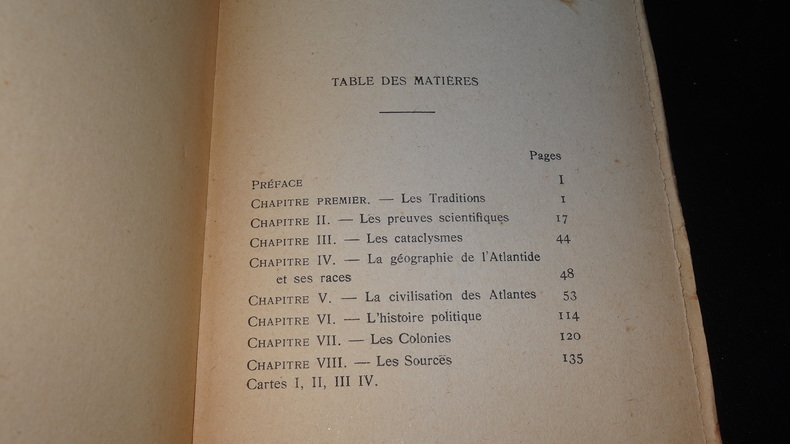 TABLE DES MATIÈRES
Pages
PRÉFACE I
CHAPITRE PREMIER. — Les Traditions 1
CHAPITRE II. — Les preuves scientifiques 17
CHAPITRE III. — Les cataclysmes 44
CHAPITRE IV. — La géographie de l'Atlantide
et ses races 48
CHAPITRE V. — La civilisation des Atlantes 53
CHAPITRE VI. — L'histoire politique 114
CHAPITRE VII. — Les Colonies 120
CHAPITRE VIII. — Les Sources 135
Cartes I, II, III IV.